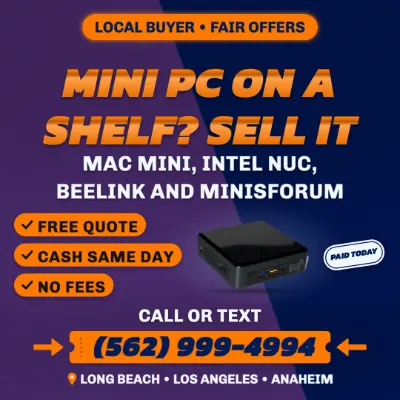 LOCAL BUYER • FAIR OFFERS
MINI PC ON A
SHELF? SELL IT
MAC MINI, INTEL NUC,
BEELINK AND MINISFORUM
FREE QUOTE
CASH SAME DAY
NO FEES
PAID TODAY
CALL OR TEXT
(562) 999-4994
LONG BEACH • LOS ANGELES • ANAHEIM